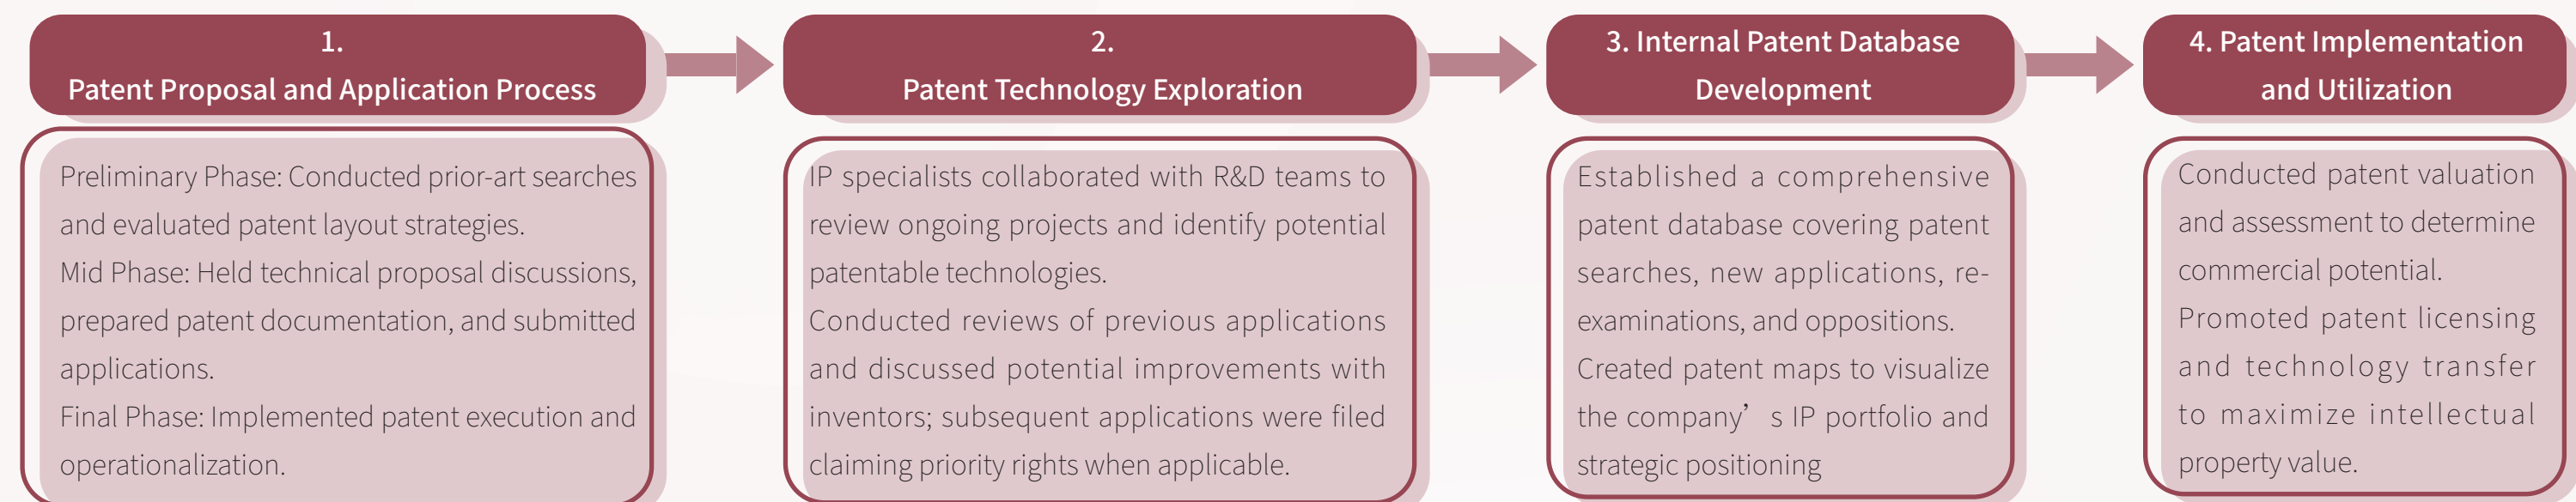 1.
Patent Proposal and Application Process
Preliminary Phase: Conducted prior-art searches
and evaluated patent layout strategies.
Mid Phase: Held technical proposal discussions,
prepared patent documentation, and submitted
applications.
Final Phase: Implemented patent execution and
operationalization.
2.
Patent Technology Exploration
IP specialists collaborated with R&D teams to
review ongoing projects and identify potential
patentable technologies.
Conducted reviews of previous applications
and discussed potential improvements with
inventors; subsequent applications were filed
claiming priority rights when applicable.
3. Internal Patent Database
Development
Established a comprehensive
patent database covering patent
searches, new applications, re-
examinations, and oppositions.
Created patent maps to visualize
the company’ s IP portfolio and
strategic positioning
4. Patent Implementation
and Utilization
Conducted patent valuation
and assessment to determine
commercial potential.
Promoted patent licensing
and technology transfer
to maximize intellectual
property value.